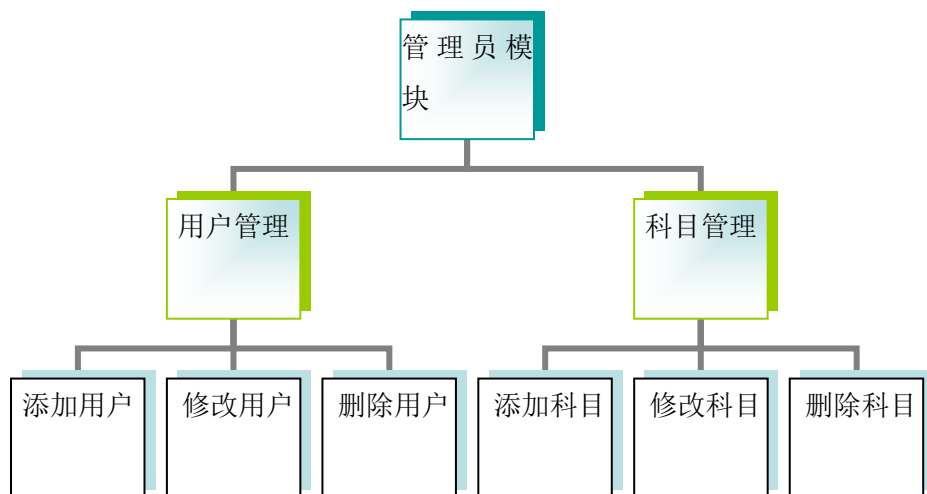 管理员模
块
用户管理
科目管理
添加用户
修改用户
删除用户
添加科目
修改科目
删除科目